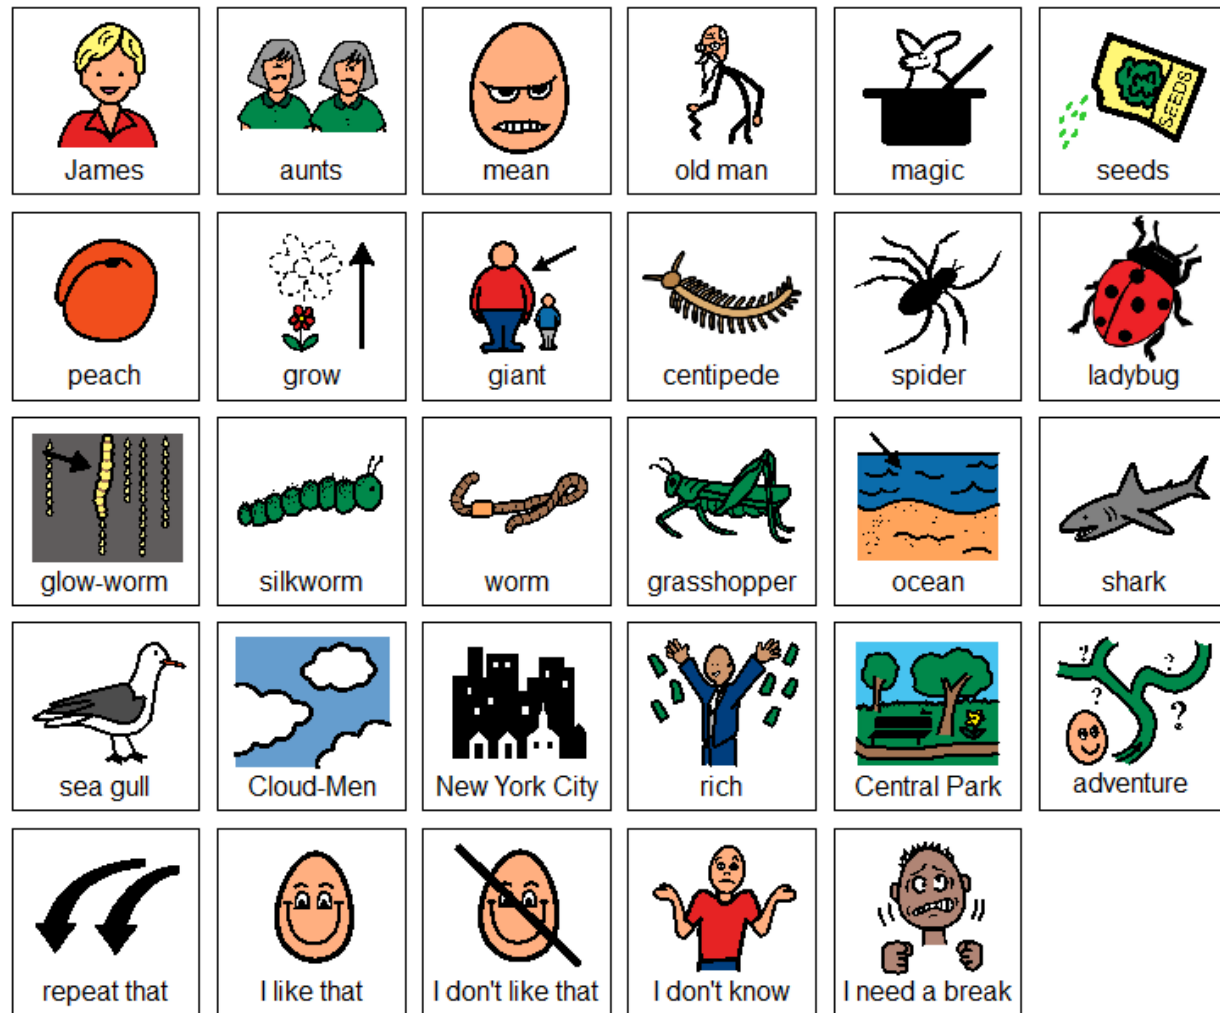 James
aunts
mean
old man
magic
SEEDS
seeds
peach
grow
giant
centipede
spider
ladybug
glow-worm
silkworm
worm
grasshopper
ocean
shark
sea gull
Cloud-Men
New York City
rich
Central Park
? ? ? ?
adventure
repeat that
I like that
I don't like that
I don't know
I need a break